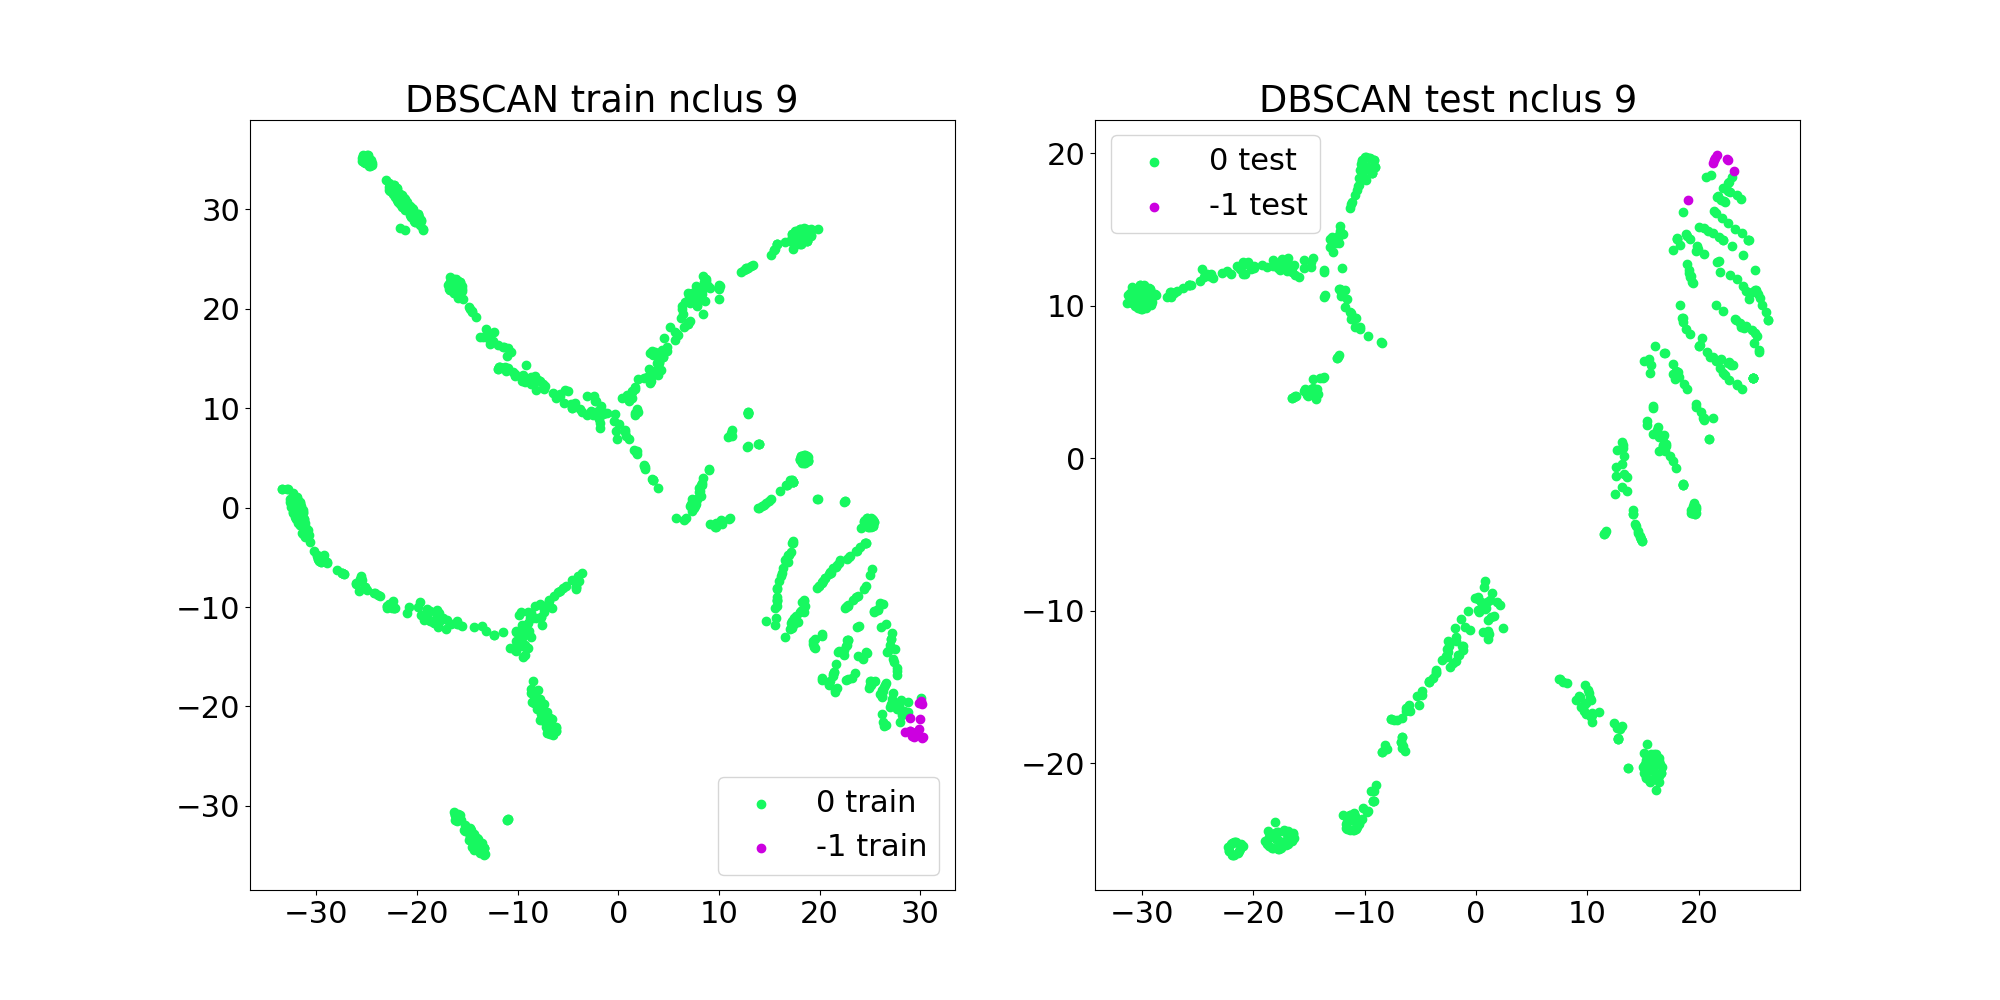 DBSCAN train nclus 9
30
20
10
0
−10
−20
−30
−30 −20 −10 0 10 20 30
0 train
-1 train
DBSCAN test nclus 9
0 test
-1 test
20
10
0
−10
−20
−30 −20 −10 0 10 20